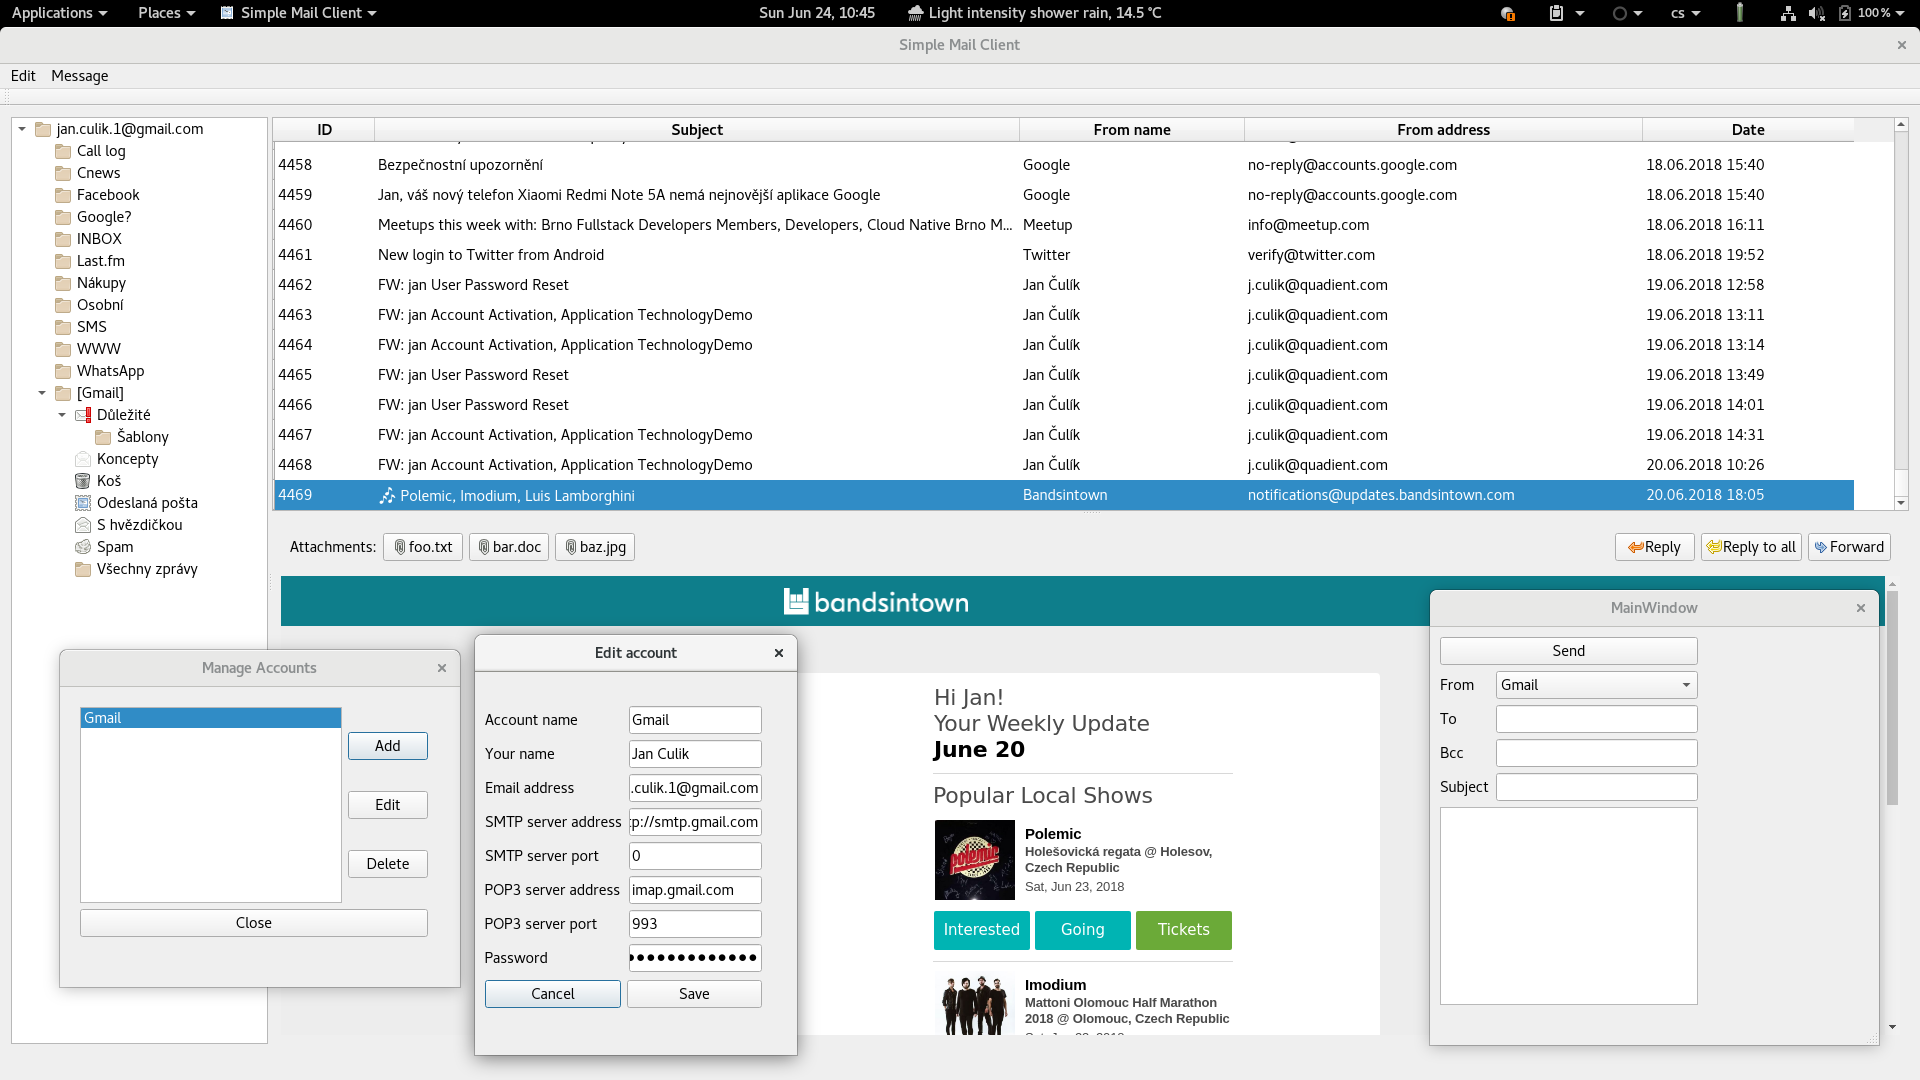 Applications Places Simple Mail Client Sun Jun 24, 10:45 Light intensity shower rain, 14.5 °C cs 100 %
Simple Mail Client
Edit Message
jan.culik.1@gmail.com
Call log
Cnews
Facebook
Google?
INBOX
Last.fm
Nákupy
Osobní
SMS
WWW
WhatsApp
[Gmail]
Důležité
Šablony
Koncepty
Koš
Odeslaná pošta
S hvězdičkou
Spam
Všechny zprávy
ID Subject From name From address Date
4458 Bezpečnostní upozornění Google no-reply@accounts.google.com 18.06.2018 15:40
4459 Jan, váš nový telefon Xiaomi Redmi Note 5A nemá nejnovější aplikace Google Google no-reply@accounts.google.com 18.06.2018 15:40
4460 Meetups this week with: Brno Fullstack Developers Members, Developers, Cloud Native Brno M... Meetup info@meetup.com 18.06.2018 16:11
4461 New login to Twitter from Android Twitter verify@twitter.com 18.06.2018 19:52
4462 FW: jan User Password Reset Jan Čulík j.culik@quadient.com 19.06.2018 12:58
4463 FW: jan Account Activation, Application TechnologyDemo Jan Čulík j.culik@quadient.com 19.06.2018 13:11
4464 FW: jan Account Activation, Application TechnologyDemo Jan Čulík j.culik@quadient.com 19.06.2018 13:14
4465 FW: jan User Password Reset Jan Čulík j.culik@quadient.com 19.06.2018 13:49
4466 FW: jan User Password Reset Jan Čulík j.culik@quadient.com 19.06.2018 14:01
4467 FW: jan Account Activation, Application TechnologyDemo Jan Čulík j.culik@quadient.com 19.06.2018 14:31
4468 FW: jan Account Activation, Application TechnologyDemo Jan Čulík j.culik@quadient.com 20.06.2018 10:26
4469 🎶 Polemic, Imodium, Luis Lamborghini Bandsintown notifications@updates.bandsintown.com 20.06.2018 18:05
Attachments: foo.txt bar.doc baz.jpg Reply Reply to all Forward
bandsintown
Hi Jan!
Your Weekly Update
June 20
Popular Local Shows
polemic
Polemic
Holešovická regata @ Holesov,
Czech Republic
Sat, Jun 23, 2018
Interested Going Tickets
Imodium
Mattoni Olomouc Half Marathon
2018 @ Olomouc, Czech Republic
Manage Accounts
Gmail
Add
Edit
Delete
Close
Edit account
Account name Gmail
Your name Jan Culik
Email address .culik.1@gmail.com
SMTP server address tp://smtp.gmail.com
SMTP server port 0
POP3 server address imap.gmail.com
POP3 server port 993
Password ●●●●●●●●●●●●●
Cancel Save
MainWindow
Send
From Gmail
To
Bcc
Subject